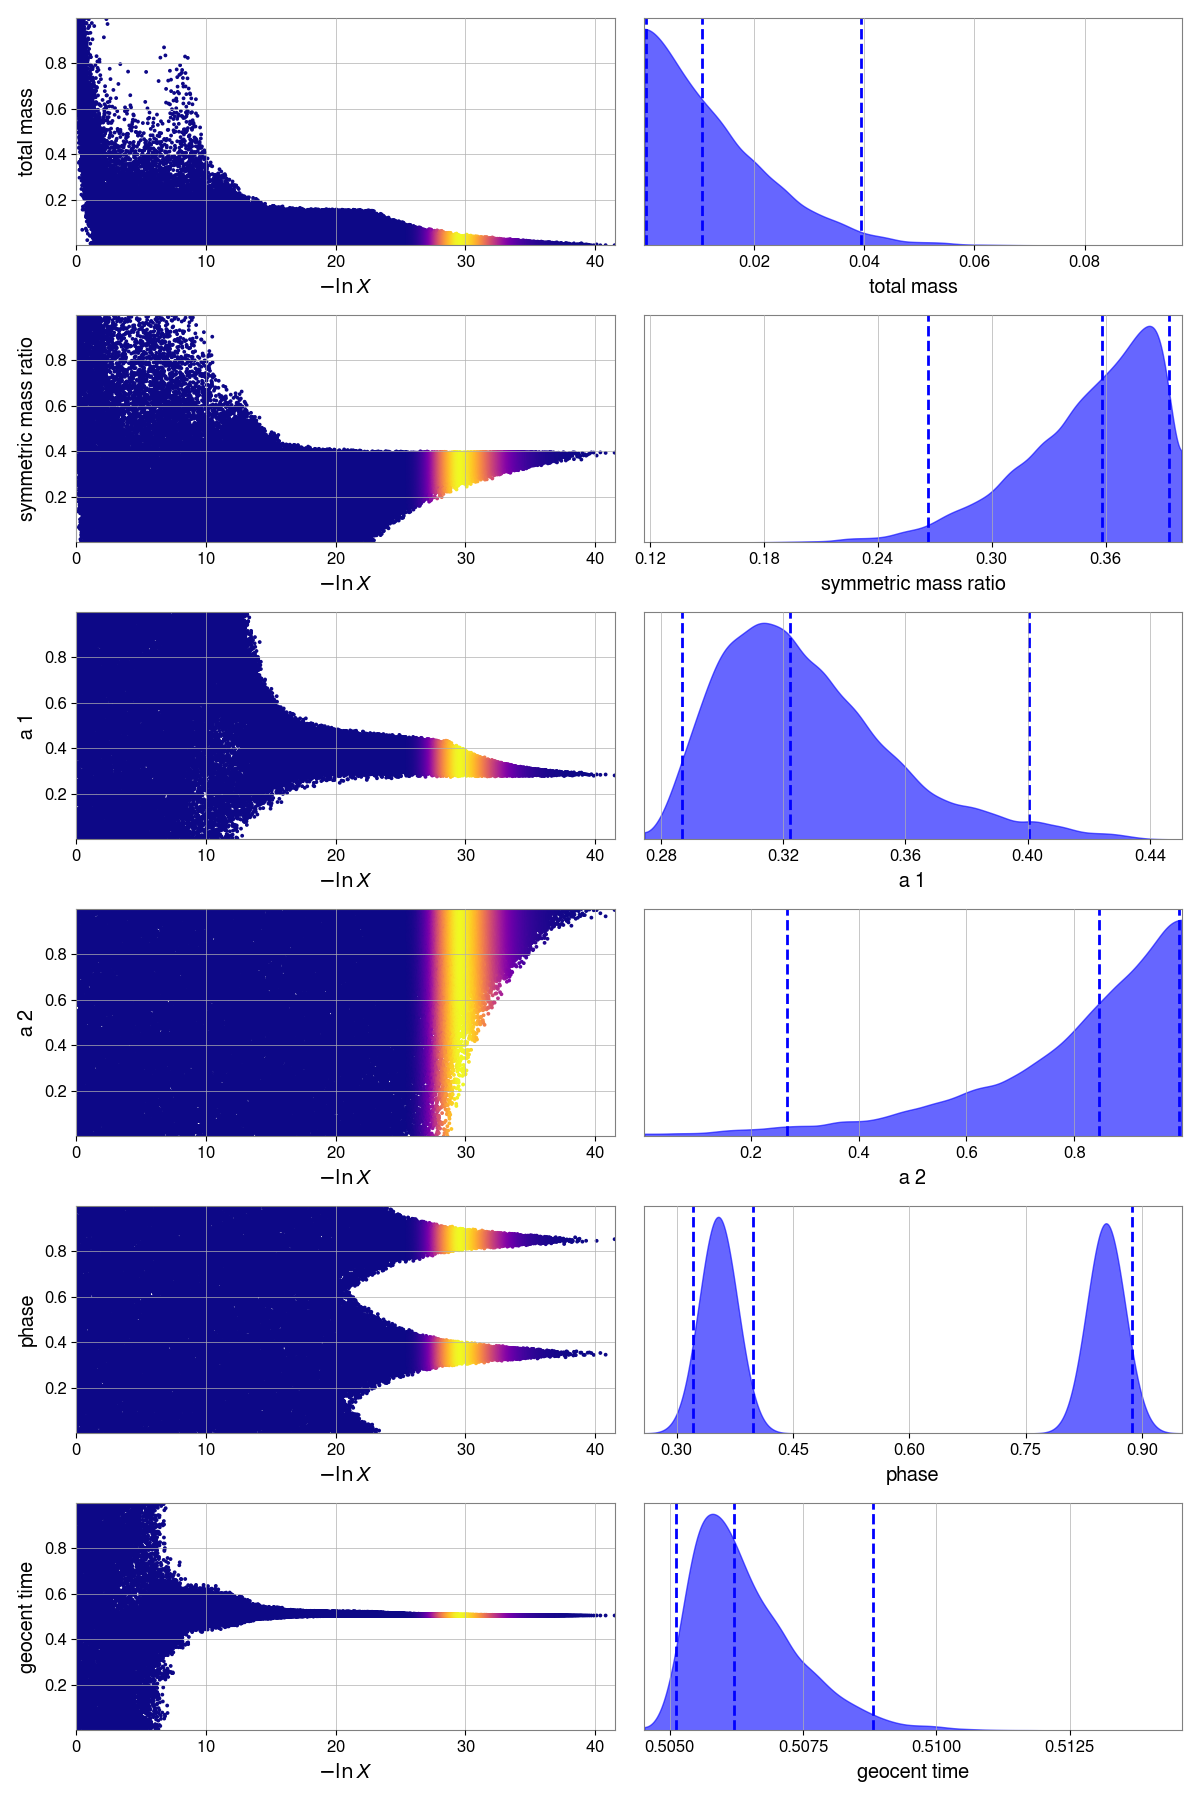 total mass
0.8
0.6
0.4
0.2
0 10 20 30 40
−ln X
0.02 0.04 0.06 0.08
total mass
symmetric mass ratio
0.8
0.6
0.4
0.2
0 10 20 30 40
−ln X
0.12 0.18 0.24 0.30 0.36
symmetric mass ratio
a 1
0.8
0.6
0.4
0.2
0 10 20 30 40
−ln X
0.28 0.32 0.36 0.40 0.44
a 1
a 2
0.8
0.6
0.4
0.2
0 10 20 30 40
−ln X
0.2 0.4 0.6 0.8
a 2
phase
0.8
0.6
0.4
0.2
0 10 20 30 40
−ln X
0.30 0.45 0.60 0.75 0.90
phase
geocent time
0.8
0.6
0.4
0.2
0 10 20 30 40
−ln X
0.5050 0.5075 0.5100 0.5125
geocent time